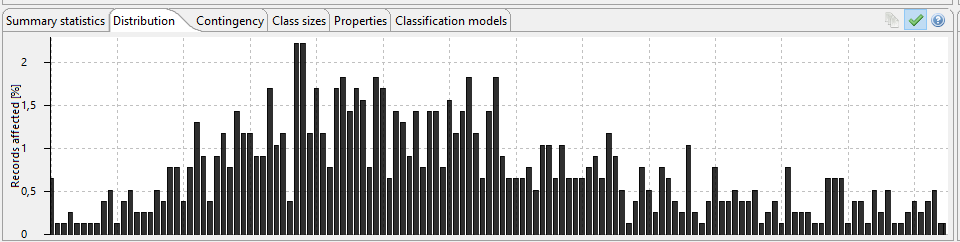 Summary statistics Distribution Contingency Class sizes Properties Classification models
Records affected [%]
2
1,5
1
0,5
0